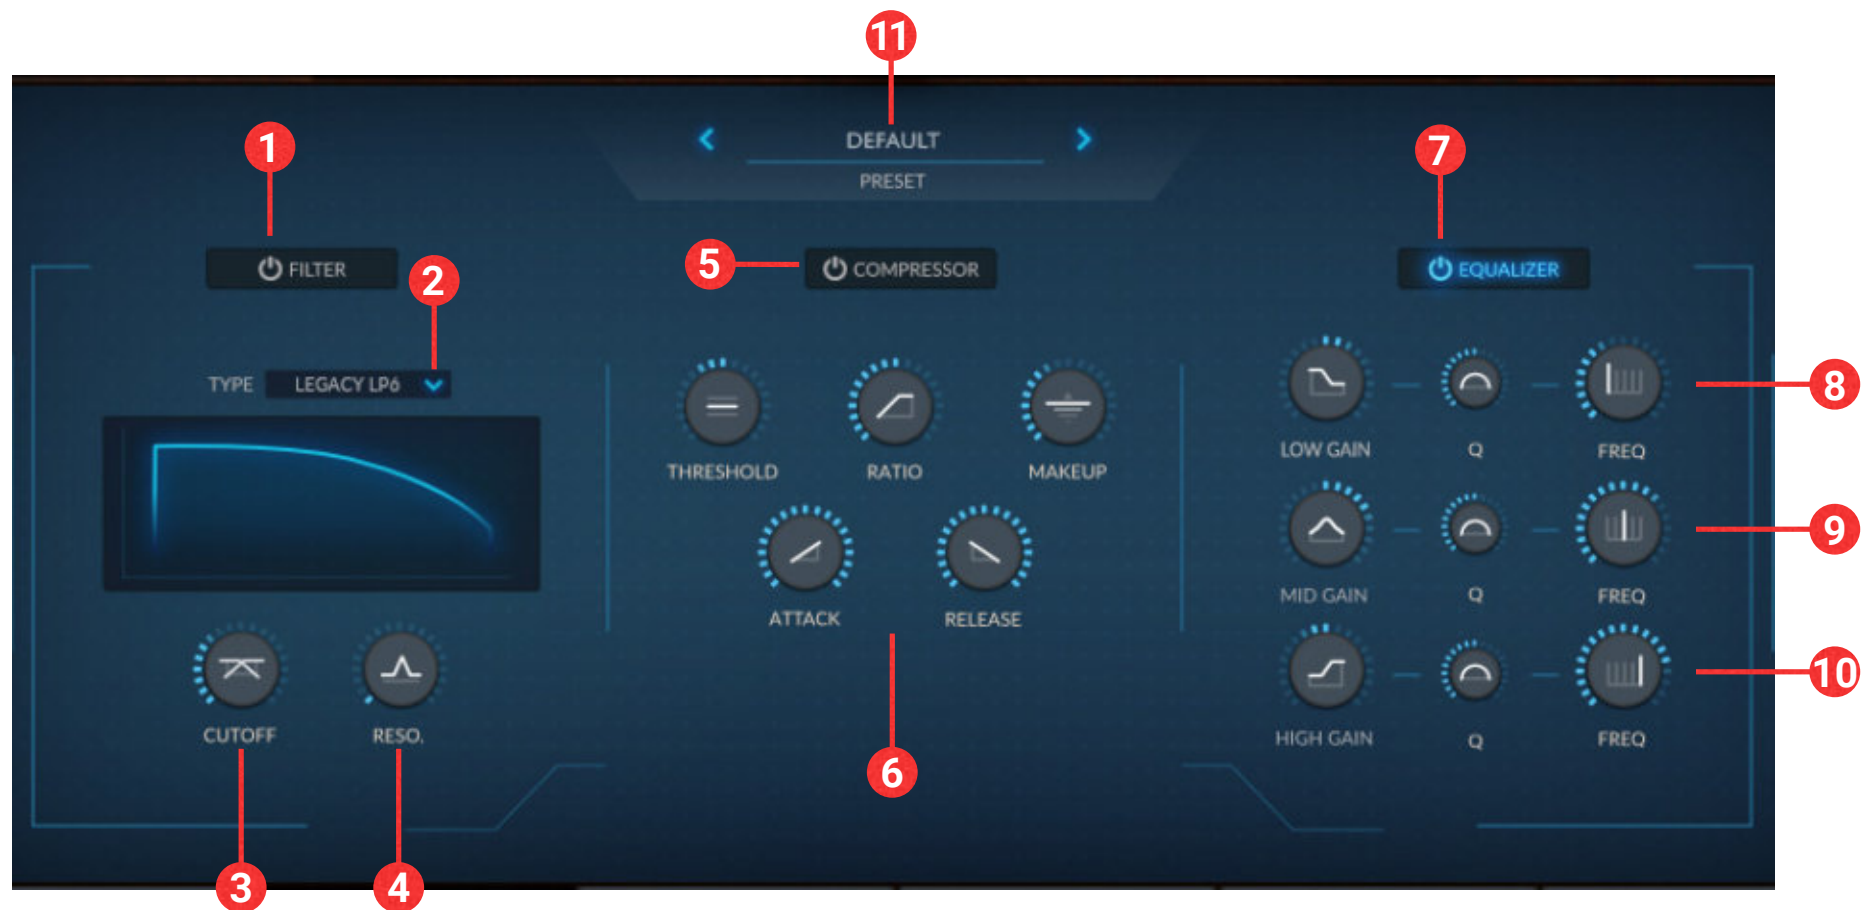 11
DEFAULT
PRESET
1
7
FILTER
5
COMPRESSOR
EQUALIZER
2
TYPE LEGACY LP6
8
LOW GAIN Q FREQ
THRESHOLD RATIO MAKEUP
9
MID GAIN Q FREQ
ATTACK RELEASE
10
CUTOFF RESO.
HIGH GAIN Q FREQ
6
3
4